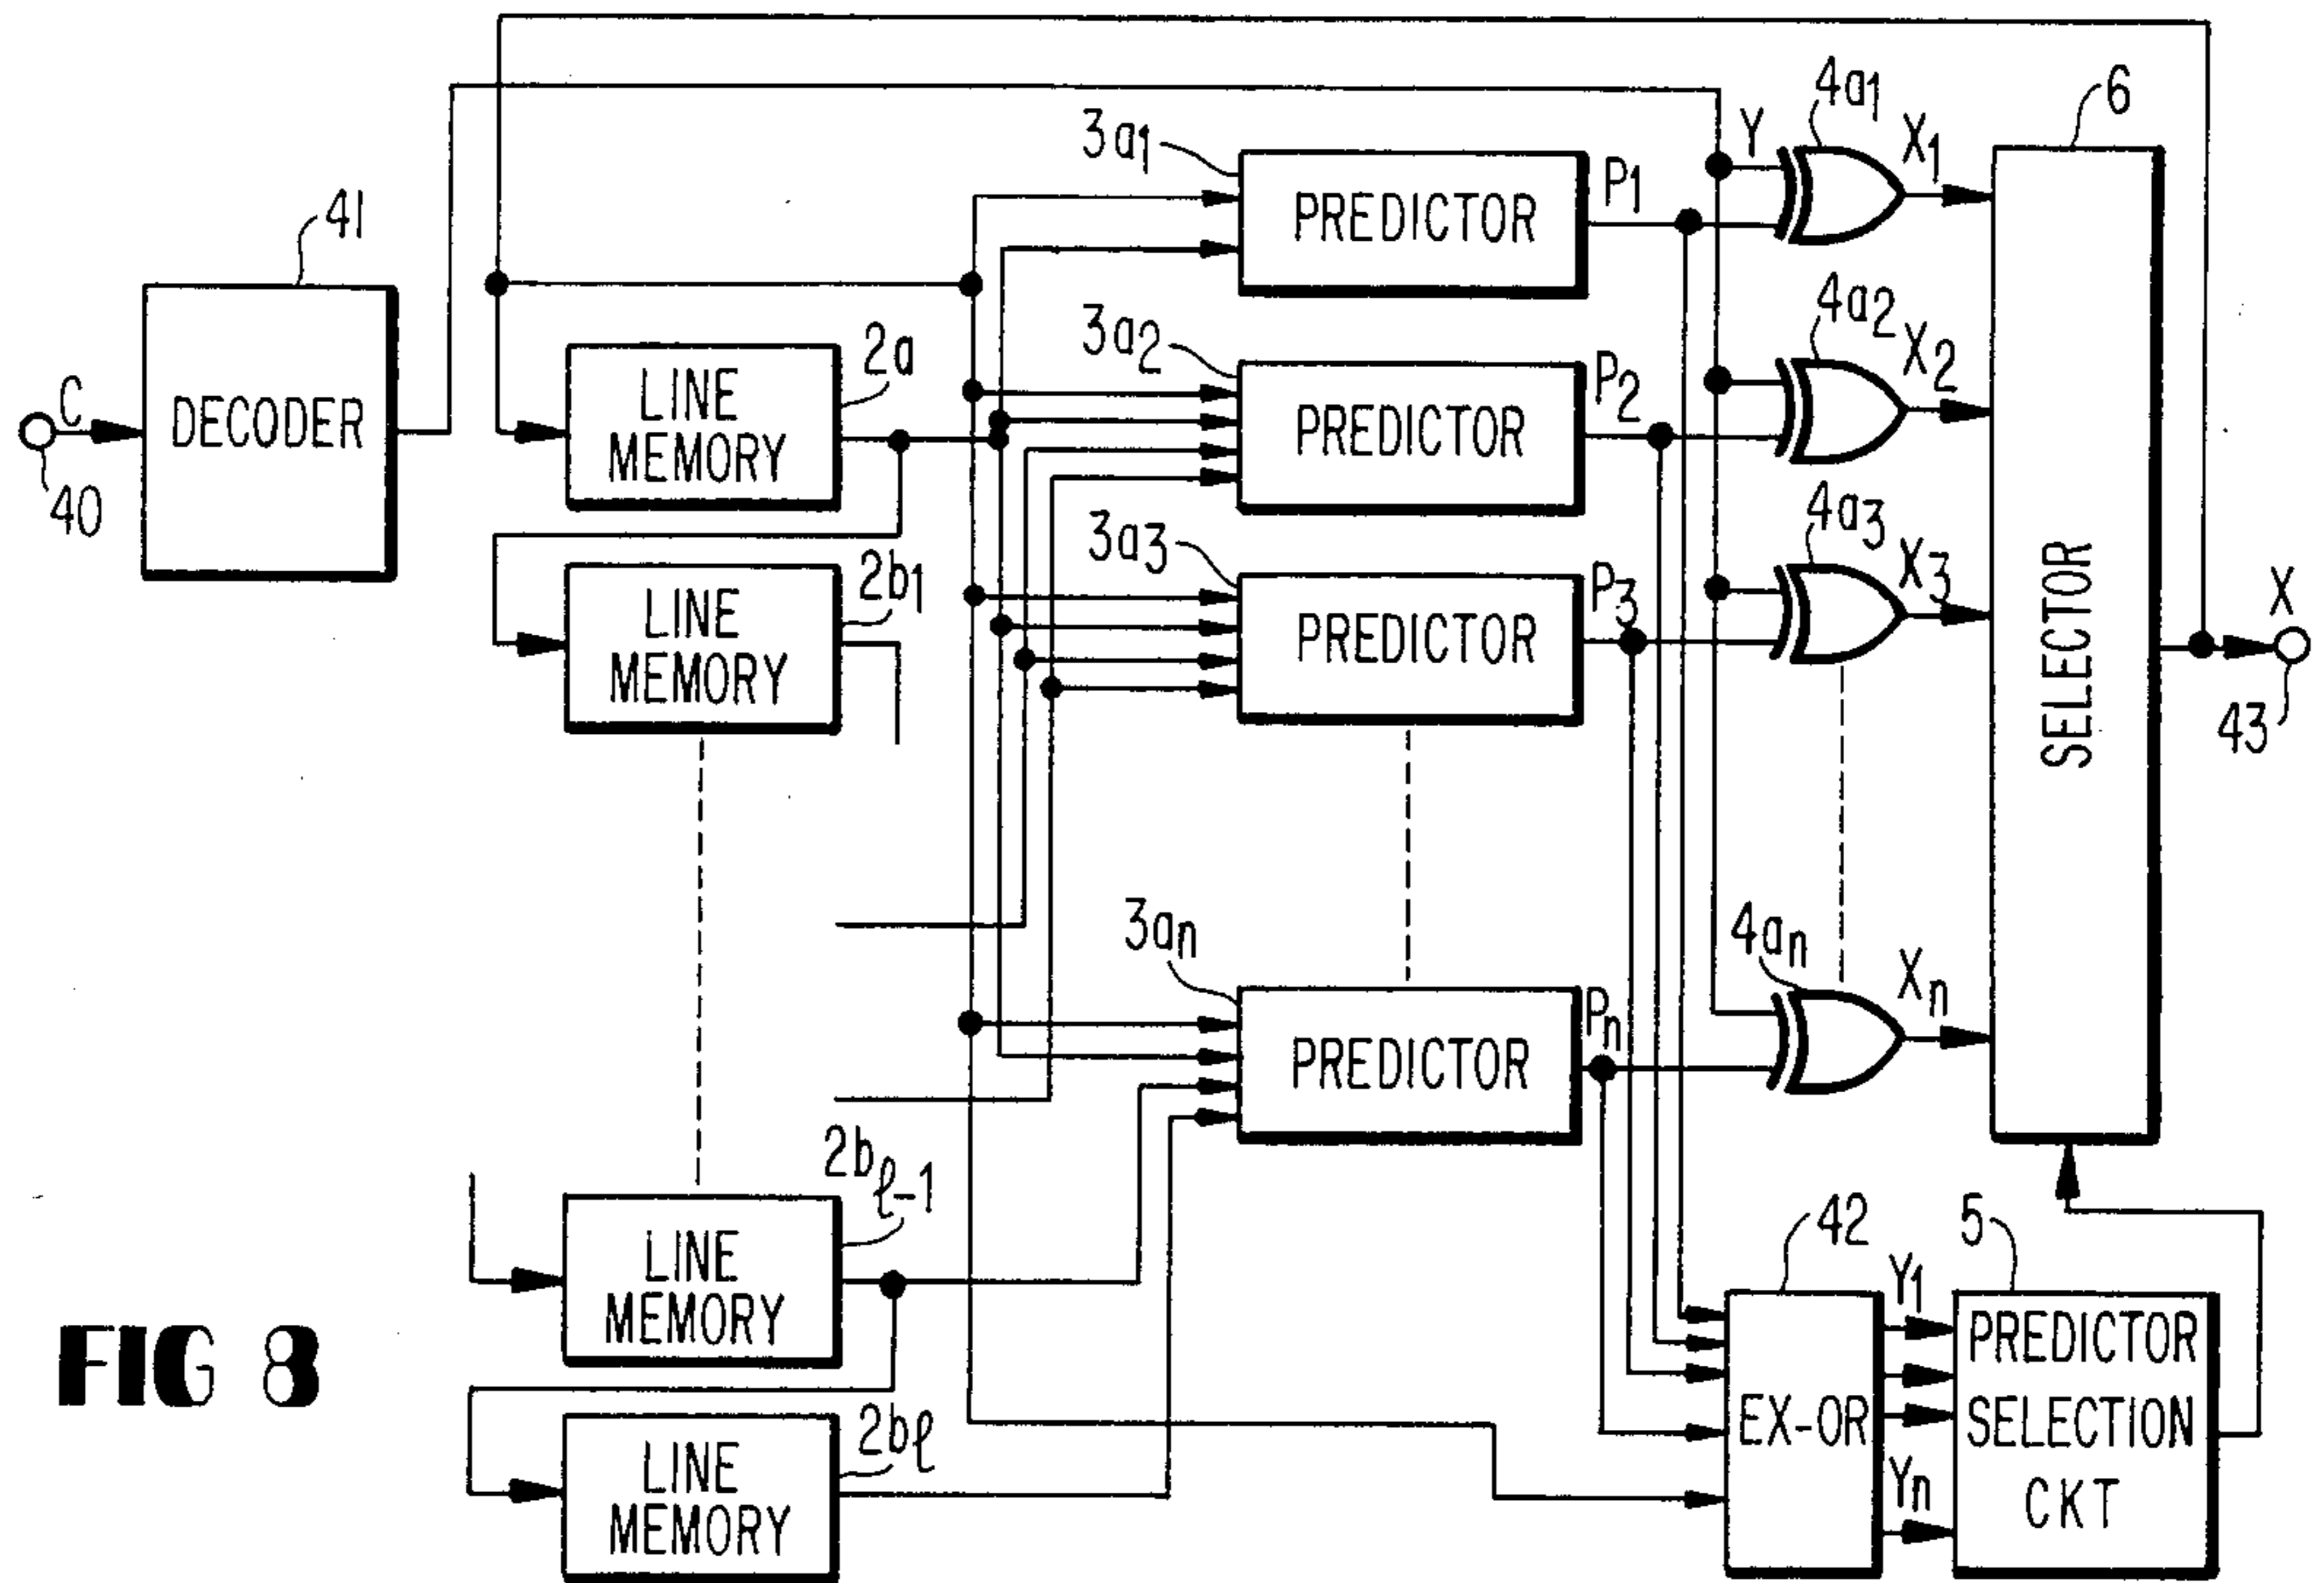 4a1
6
3a1
Y
X1
P1
PREDICTOR
41
4a2
X2
3a2
P2
2a
LINE
MEMORY
PREDICTOR
C
DECODER
40
4a3
X3
3a3
P3
2b1
LINE
MEMORY
PREDICTOR
SELECTOR
X
43
3an
4an
Xn
Pn
PREDICTOR
2bℓ-1
LINE
MEMORY
42
5
Y1
PREDICTOR
SELECTION
CKT
EX-OR
Yn
FIG 8
2bℓ
LINE
MEMORY